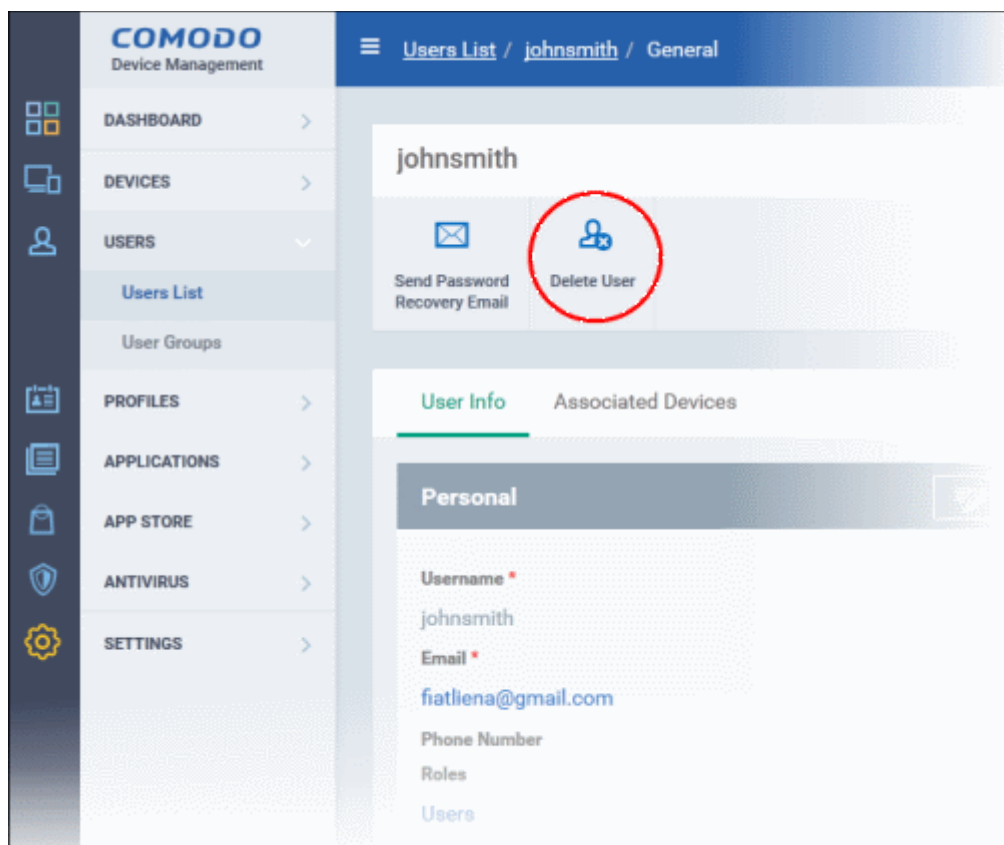 COMODO
Device Management
Users List / johnsmith / General
DASHBOARD
DEVICES
USERS
Users List
User Groups
PROFILES
APPLICATIONS
APP STORE
ANTIVIRUS
SETTINGS
johnsmith
Send Password
Recovery Email
Delete User
User Info Associated Devices
Personal
Username *
johnsmith
Email *
fiatliena@gmail.com
Phone Number
Roles
Users